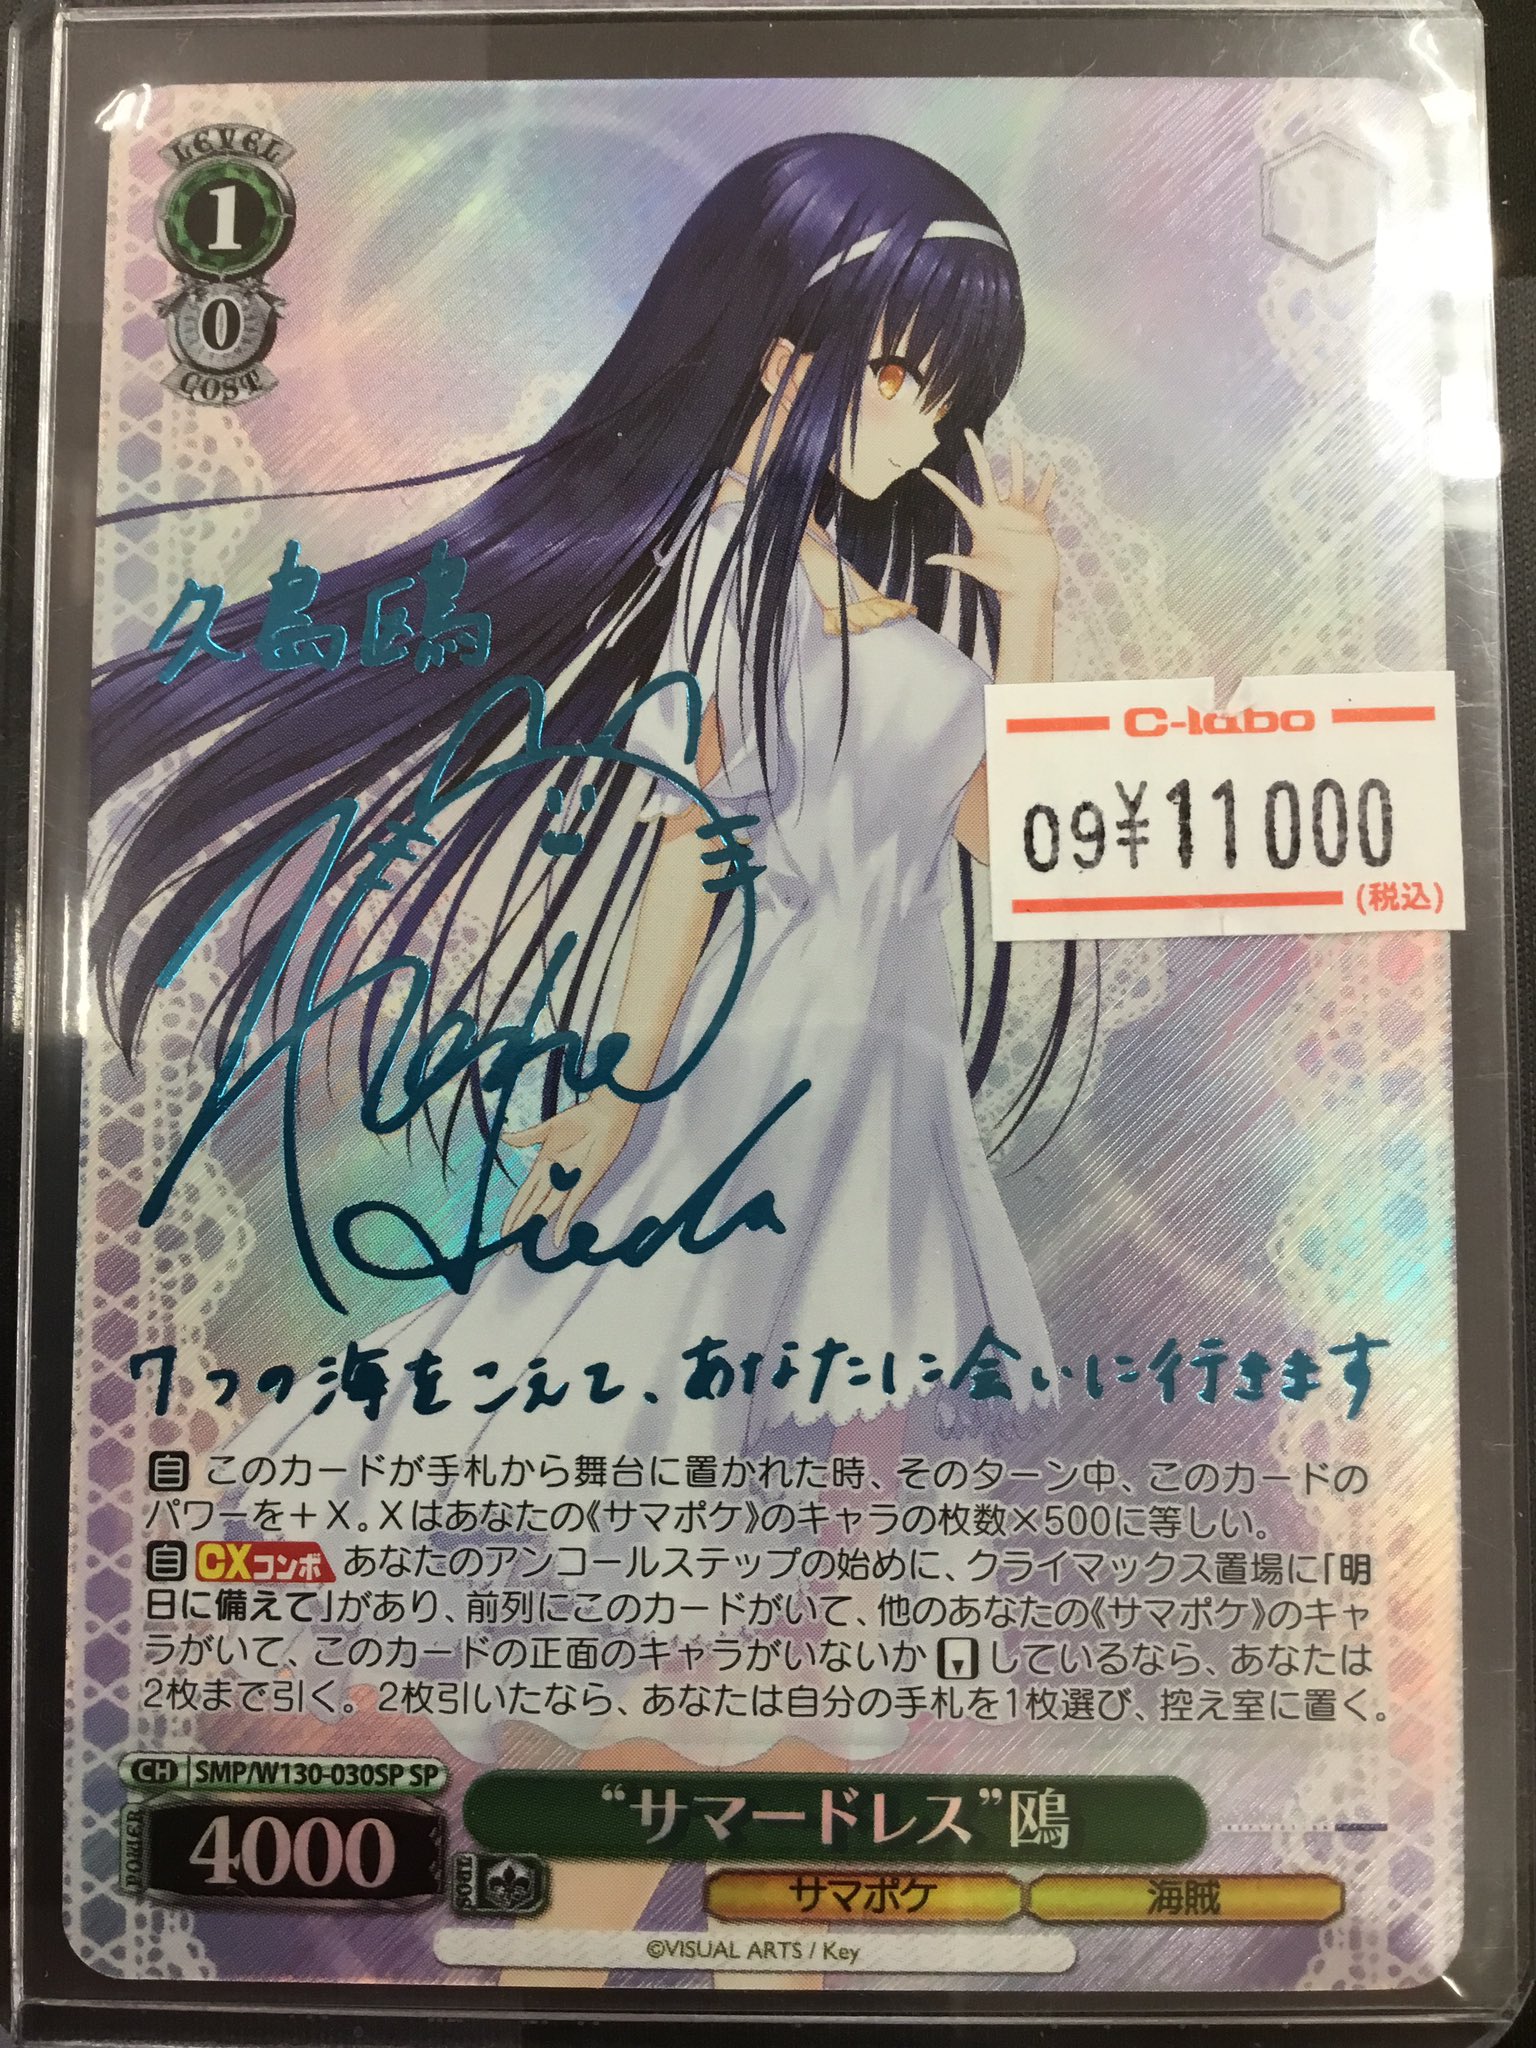 LEVEL
1
0
COST
久島鴎
C-labo
09¥11000
(税込)
7つの海をこえて、あなたに会いに行きます
自 このカードが手札から舞台に置かれた時、そのターン中、このカードの
パワーを＋X。Xはあなたの《サマポケ》のキャラの枚数×500に等しい。
自 CXコンボ あなたのアンコールステップの始めに、クライマックス置場に「明
日に備えて」があり、前列にこのカードがいて、他のあなたの《サマポケ》のキャ
ラがいて、このカードの正面のキャラがいないか しているなら、あなたは
2枚まで引く。2枚引いたなら、あなたは自分の手札を1枚選び、控え室に置く。
CH SMP/W130-030SP SP
POWER 4000
SOUL
“サマードレス”鴎
サマポケ 海賊
©VISUAL ARTS / Key